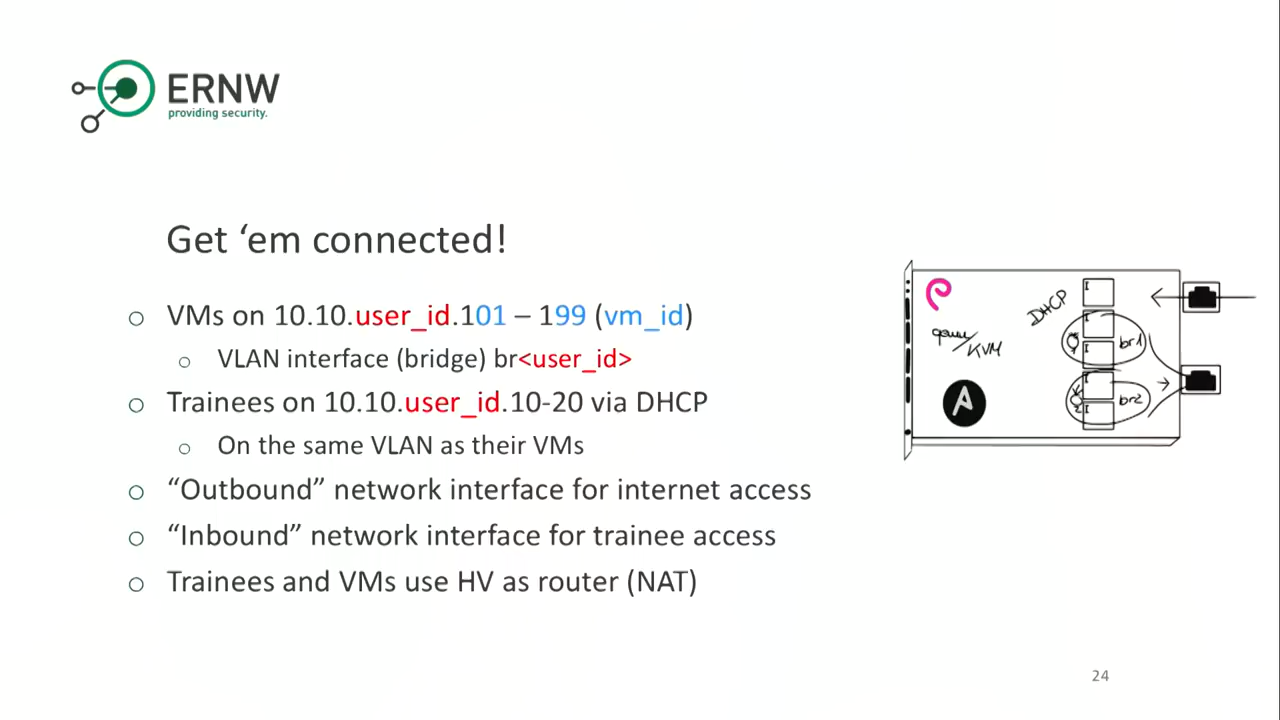 ERNW
providing security.
Get ‘em connected!
VMs on 10.10.user_id.101 – 199 (vm_id)
VLAN interface (bridge) br<user_id>
Trainees on 10.10.user_id.10-20 via DHCP
On the same VLAN as their VMs
“Outbound” network interface for internet access
“Inbound” network interface for trainee access
Trainees and VMs use HV as router (NAT)
DHCP
qemu/
KVM
br1
br2
24